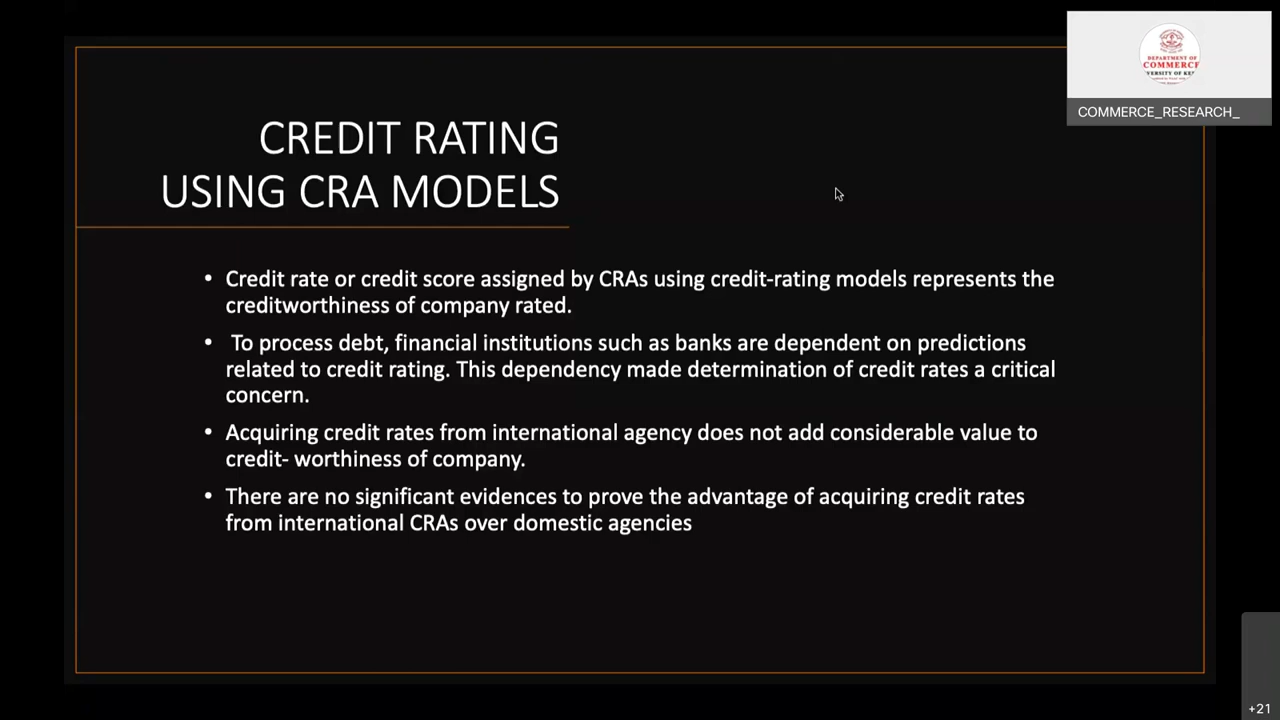 CREDIT RATING
USING CRA MODELS
• Credit rate or credit score assigned by CRAs using credit-rating models represents the
creditworthiness of company rated.
• To process debt, financial institutions such as banks are dependent on predictions
related to credit rating. This dependency made determination of credit rates a critical
concern.
• Acquiring credit rates from international agency does not add considerable value to
credit- worthiness of company.
• There are no significant evidences to prove the advantage of acquiring credit rates
from international CRAs over domestic agencies
DEPARTMENT OF
COMMERCE_RESEARCH_
+21